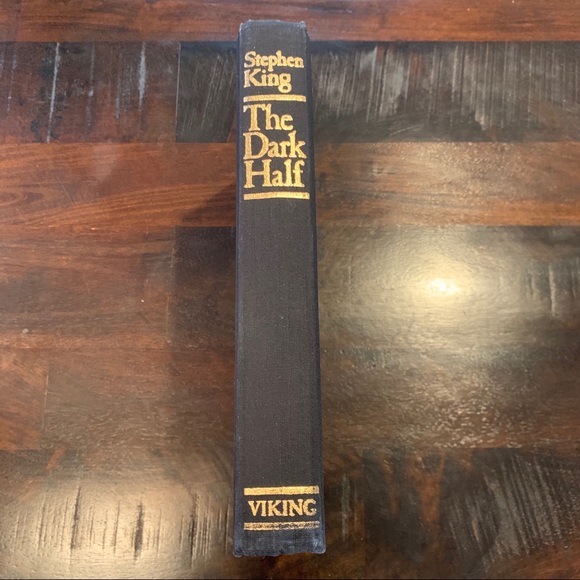 Stephen
King
The
Dark
Half
VIKING